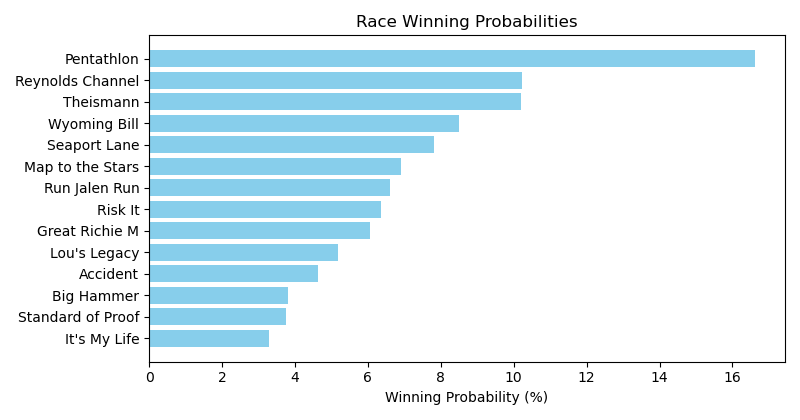 Race Winning Probabilities
Pentathlon
Reynolds Channel
Theismann
Wyoming Bill
Seaport Lane
Map to the Stars
Run Jalen Run
Risk It
Great Richie M
Lou's Legacy
Accident
Big Hammer
Standard of Proof
It's My Life
0 2 4 6 8 10 12 14 16
Winning Probability (%)